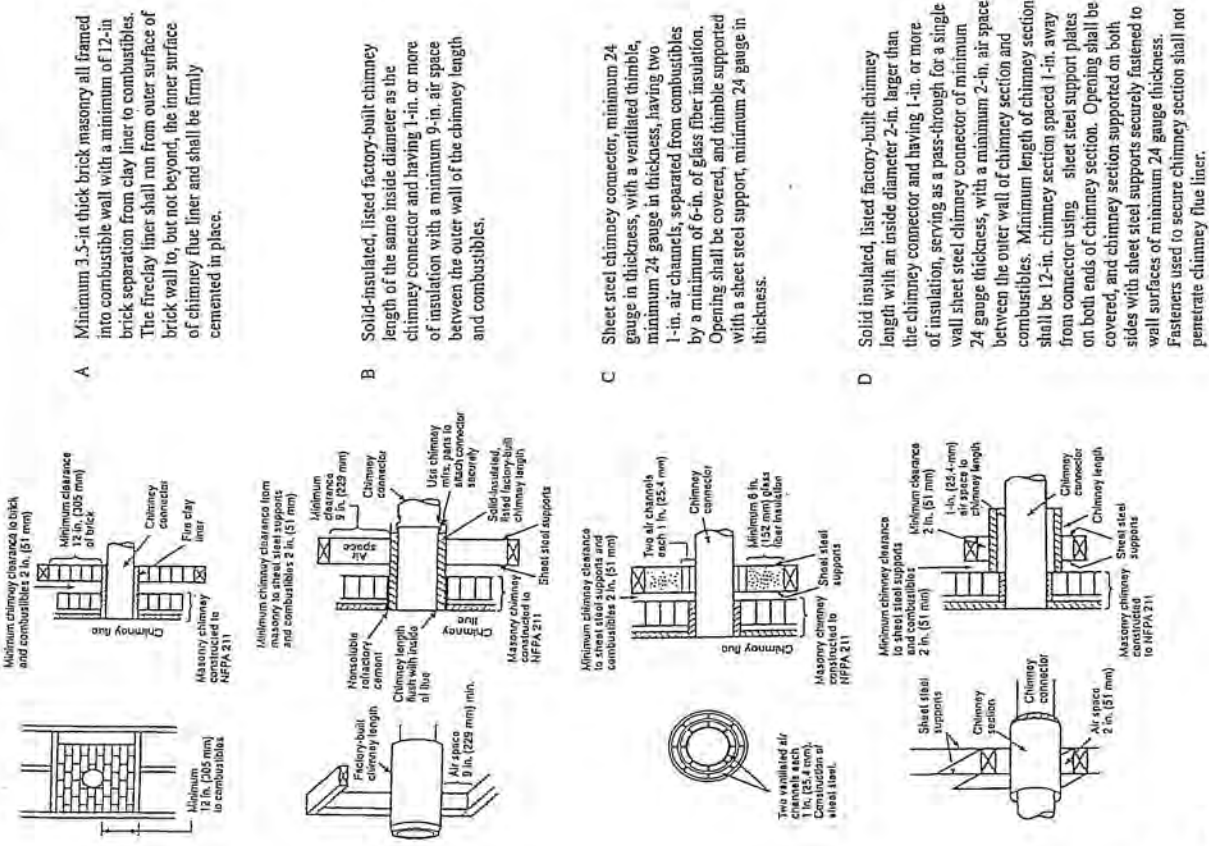 Minimum chimney clearance to brick
and combustibles 2 in. (51 mm)
Minimum clearance
12 in. (305 mm)
of brick
Chimney
connector
Fire clay
liner
Chimney flue
Masonry chimney
constructed to
NFPA 211
Minimum
12 in. (305 mm)
to combustibles
A Minimum 3.5-in thick brick masonry all framed
into combustible wall with a minimum of 12-in
brick separation from clay liner to combustibles.
The fireclay liner shall run from outer surface of
brick wall to, but not beyond, the inner surface
of chimney flue liner and shall be firmly
cemented in place.
Minimum chimney clearance from
masonry to sheet steel supports
and combustibles 2 in. (51 mm)
Minimum
clearance
9 in. (229 mm)
Chimney
connector
Air
space
Use chimney
mfrs. parts to
attach connector
securely
Solid-insulated,
listed factory-built
chimney length
Sheet steel supports
Nonsoluble
refractory
cement
Chimney length
flush with inside
of flue
Chimney
flue
Masonry chimney
constructed to
NFPA 211
Factory-built
chimney length
Air space
9 in. (229 mm) min.
B Solid-insulated, listed factory-built chimney
length of the same inside diameter as the
chimney connector and having 1-in. or more
of insulation with a minimum 9-in. air space
between the outer wall of the chimney length
and combustibles.
Minimum chimney clearance
to sheet steel supports and
combustibles 2 in. (51 mm)
Two air channels
each 1 in. (25.4 mm)
Chimney
connector
Minimum 6 in.
(152 mm) glass
fiber insulation
Sheet steel
supports
Chimney flue
Masonry chimney
constructed to
NFPA 211
Two ventilated air
channels each
1 in. (25.4 mm).
Construction of
sheet steel.
C Sheet steel chimney connector, minimum 24
gauge in thickness, with a ventilated thimble,
minimum 24 gauge in thickness, having two
1-in. air channels, separated from combustibles
by a minimum of 6-in. of glass fiber insulation.
Opening shall be covered, and thimble supported
with a sheet steel support, minimum 24 gauge in
thickness.
Minimum chimney clearance
to sheet steel supports
and combustibles
2 in. (51 mm)
Minimum clearance
2 in. (51 mm)
1-in. (25.4-mm)
air space to
chimney length
Chimney
connector
Chimney length
Sheet steel
supports
Chimney flue
Masonry chimney
constructed
to NFPA 211
Sheet steel
supports
Chimney
section
Chimney
connector
Air space
2 in. (51 mm)
D Solid insulated, listed factory-built chimney
length with an inside diameter 2-in. larger than
the chimney connector and having 1-in. or more
of insulation, serving as a pass-through for a single
wall sheet steel chimney connector of minimum
24 gauge thickness, with a minimum 2-in. air space
between the outer wall of chimney section and
combustibles. Minimum length of chimney section
shall be 12-in. chimney section spaced 1-in. away
from connector using sheet steel support plates
on both ends of chimney section. Opening shall be
covered, and chimney section supported on both
sides with sheet steel supports securely fastened to
wall surfaces of minimum 24 gauge thickness.
Fasteners used to secure chimney section shall not
penetrate chimney flue liner.